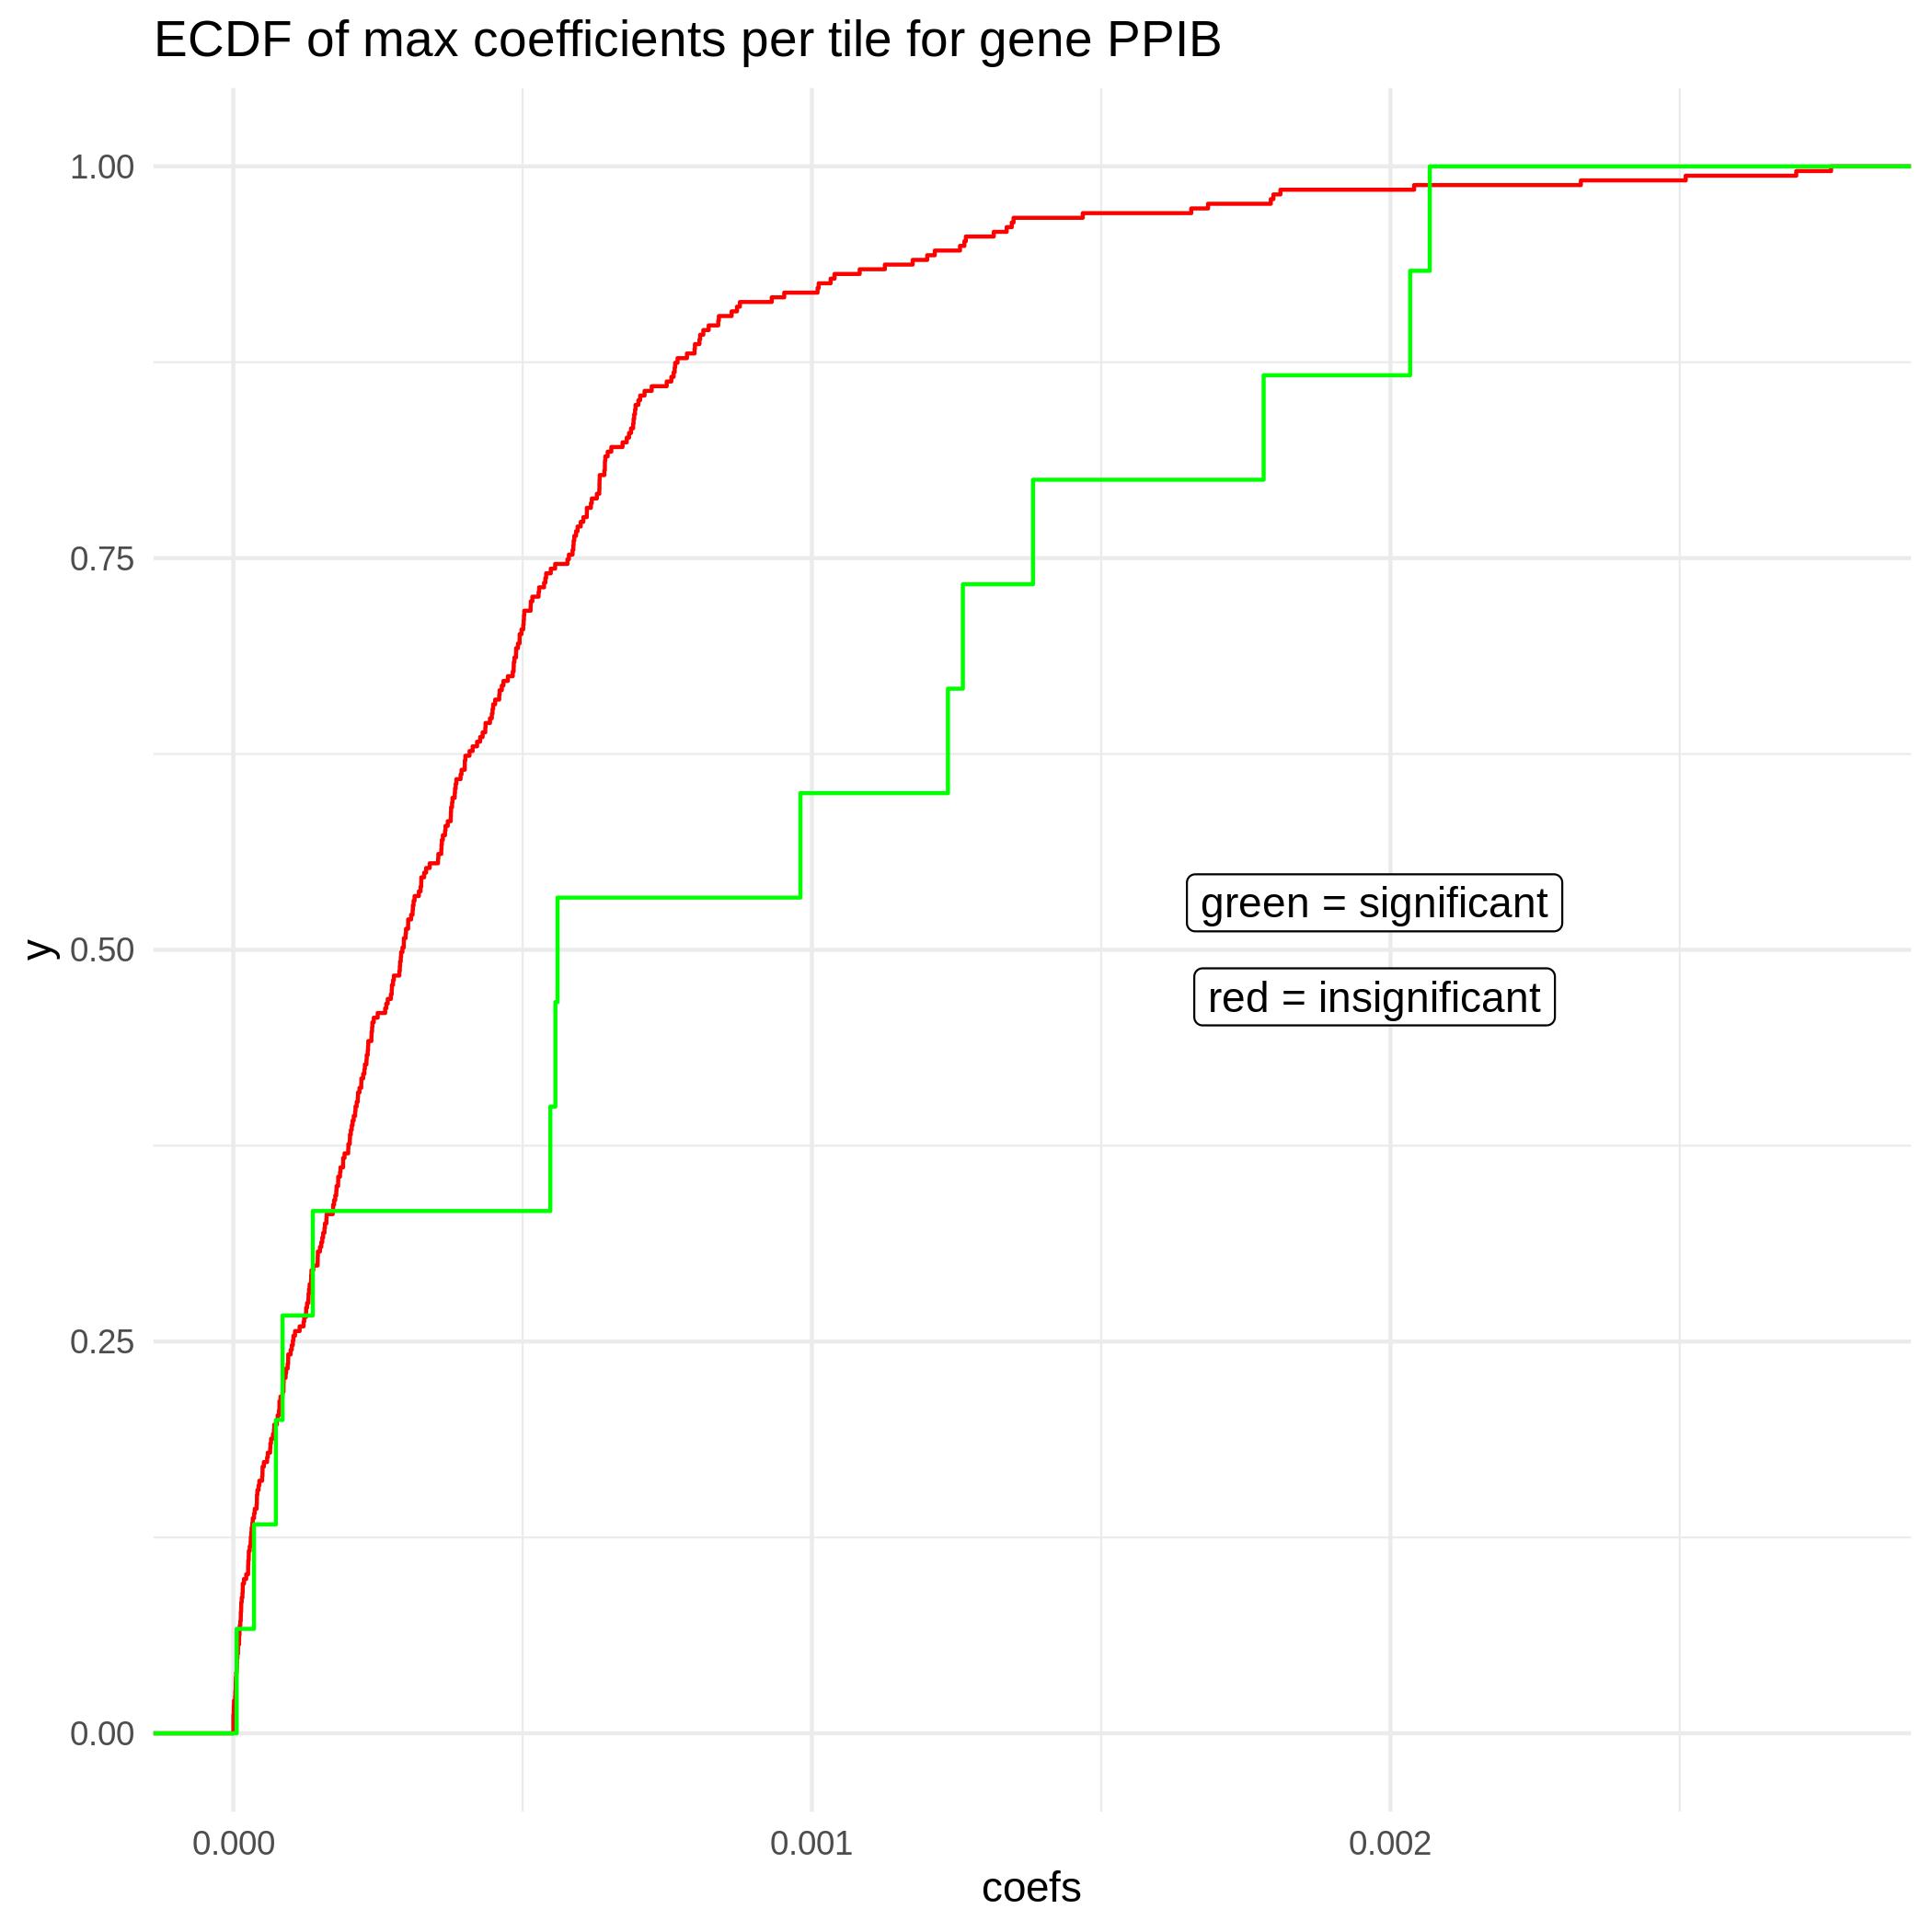 ECDF of max coefficients per tile for gene PPIB
1.00
0.75
0.50
0.25
0.00
y
green = significant
red = insignificant
0.000 0.001 0.002
coefs